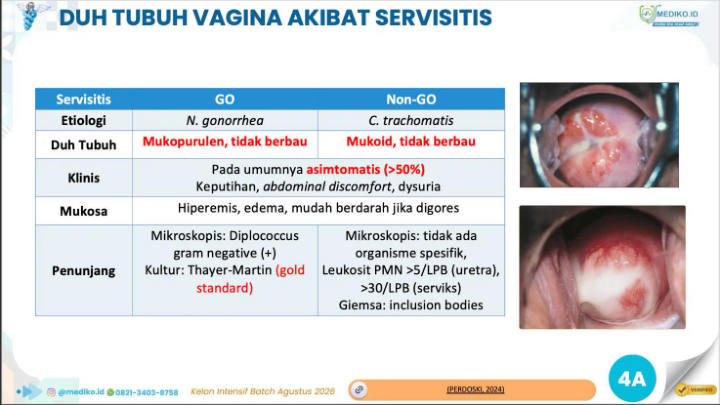 DUH TUBUH VAGINA AKIBAT SERVISITIS
MEDIKO.ID
Servisitis GO Non-GO
Etiologi N. gonorrhea C. trachomatis
Duh Tubuh Mukopurulen, tidak berbau Mukoid, tidak berbau
Klinis
Pada umumnya asimtomatis (>50%)
Keputihan, abdominal discomfort, dysuria
Mukosa Hiperemis, edema, mudah berdarah jika digores
Penunjang
Mikroskopis: Diplococcus
gram negative (+)
Kultur: Thayer-Martin (gold
standard)
Mikroskopis: tidak ada
organisme spesifik,
Leukosit PMN >5/LPB (uretra),
>30/LPB (serviks)
Giemsa: inclusion bodies
@mediko.id 0821-3403-8758 Kelon Intensif Batch Agustus 2026
(PERDOSKI, 2024)
4A
VERIFIED